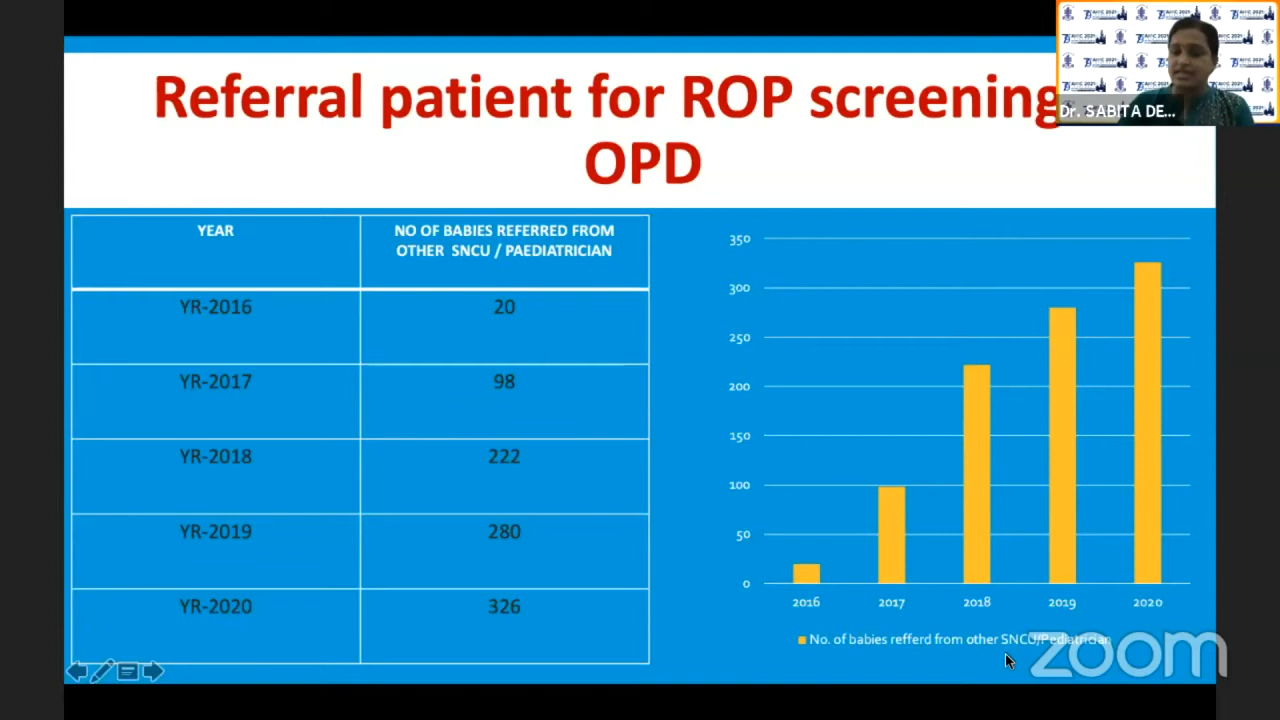 Referral patient for ROP screening
OPD
Dr. SABITA DE...
YEAR
NO OF BABIES REFERRED FROM
OTHER SNCU / PAEDIATRICIAN
YR-2016
20
YR-2017
98
YR-2018
222
YR-2019
280
YR-2020
326
350
300
250
200
150
100
50
0
2016
2017
2018
2019
2020
No. of babies refferd from other SNCU/Pediatrician
zoom